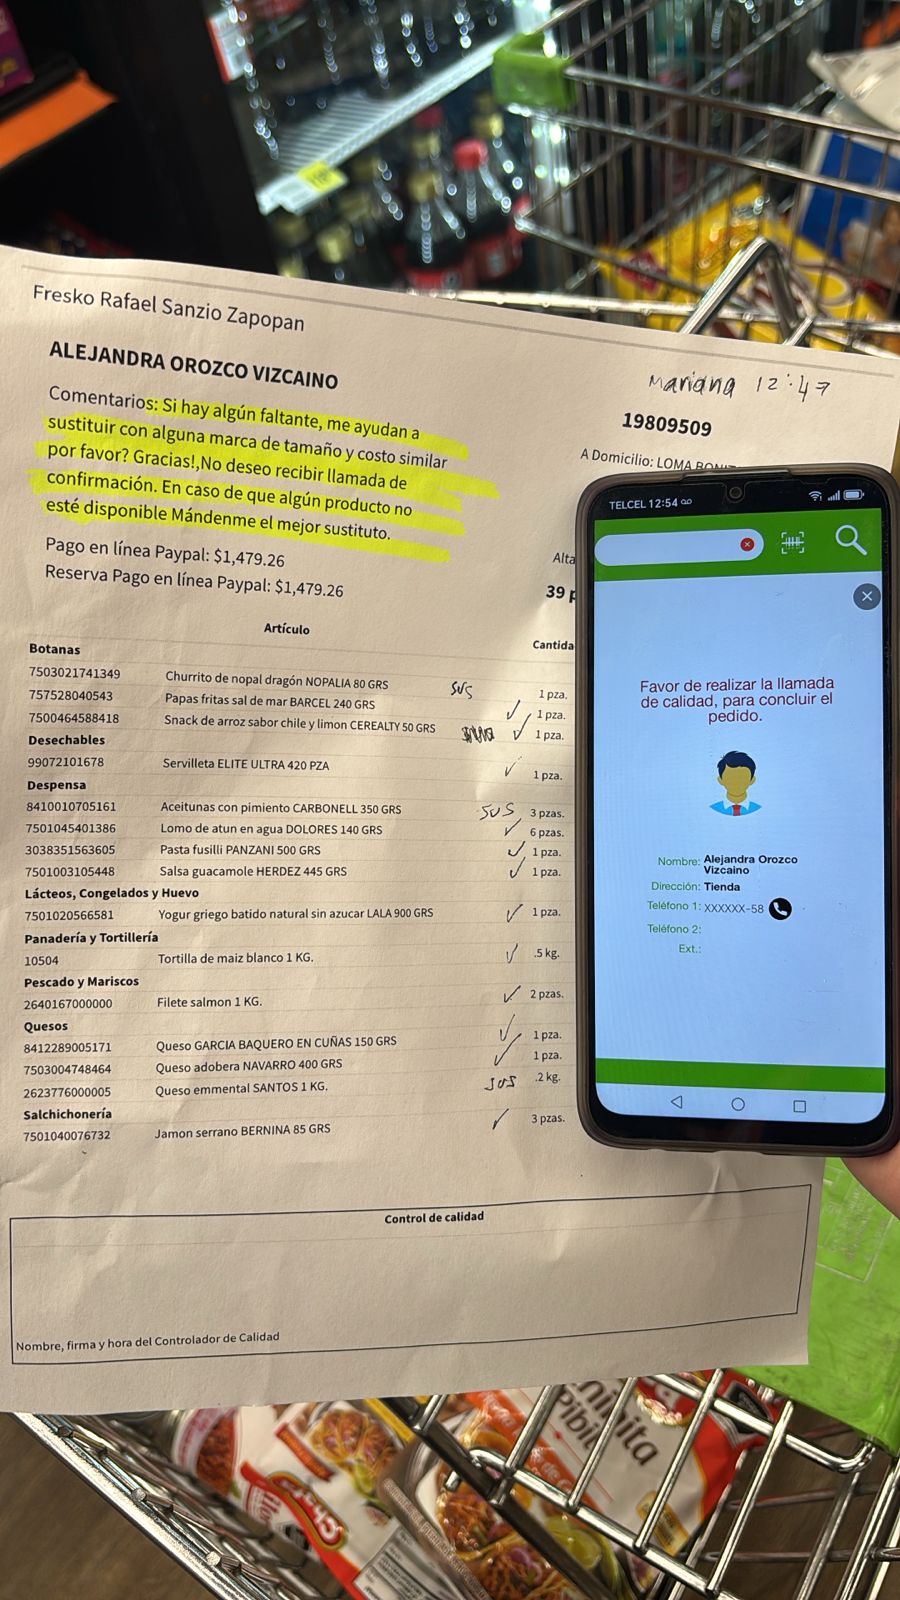 Fresko Rafael Sanzio Zapopan
ALEJANDRA OROZCO VIZCAINO
Mariana 12:47
19809509
A Domicilio: LOMA
Comentarios: Si hay algún faltante, me ayudan a
sustituir con alguna marca de tamaño y costo similar
por favor? Gracias!,No deseo recibir llamada de
confirmación. En caso de que algún producto no
esté disponible Mándenme el mejor sustituto.
Pago en línea Paypal: $1,479.26
Reserva Pago en línea Paypal: $1,479.26
Alta
39 p
Artículo Cantida
Botanas
7503021741349 Churrito de nopal dragón NOPALIA 80 GRS SUS 1 pza.
757528040543 Papas fritas sal de mar BARCEL 240 GRS ✓ 1 pza.
7500464588418 Snack de arroz sabor chile y limon CEREALTY 50 GRS ✓ 1 pza.
Desechables
99072101678 Servilleta ELITE ULTRA 420 PZA ✓ 1 pza.
Despensa
8410010705161 Aceitunas con pimiento CARBONELL 350 GRS SUS 3 pzas.
7501045401386 Lomo de atun en agua DOLORES 140 GRS ✓ 6 pzas.
3038351563605 Pasta fusilli PANZANI 500 GRS ✓ 1 pza.
7501003105448 Salsa guacamole HERDEZ 445 GRS ✓ 1 pza.
Lácteos, Congelados y Huevo
7501020566581 Yogur griego batido natural sin azucar LALA 900 GRS ✓ 1 pza.
Panadería y Tortillería
10504 Tortilla de maiz blanco 1 KG. ✓ .5 kg.
Pescado y Mariscos
2640167000000 Filete salmon 1 KG. ✓ 2 pzas.
Quesos
8412289005171 Queso GARCIA BAQUERO EN CUÑAS 150 GRS ✓ 1 pza.
7503004748464 Queso adobera NAVARRO 400 GRS ✓ 1 pza.
2623776000005 Queso emmental SANTOS 1 KG. SUS .2 kg.
Salchichonería
7501040076732 Jamon serrano BERNINA 85 GRS ✓ 3 pzas.
Control de calidad
Nombre, firma y hora del Controlador de Calidad
TELCEL 12:54
Favor de realizar la llamada
de calidad, para concluir el
pedido.
Nombre: Alejandra Orozco
Vizcaino
Dirección: Tienda
Teléfono 1: XXXXXX-58
Teléfono 2:
Ext.:
Pibil